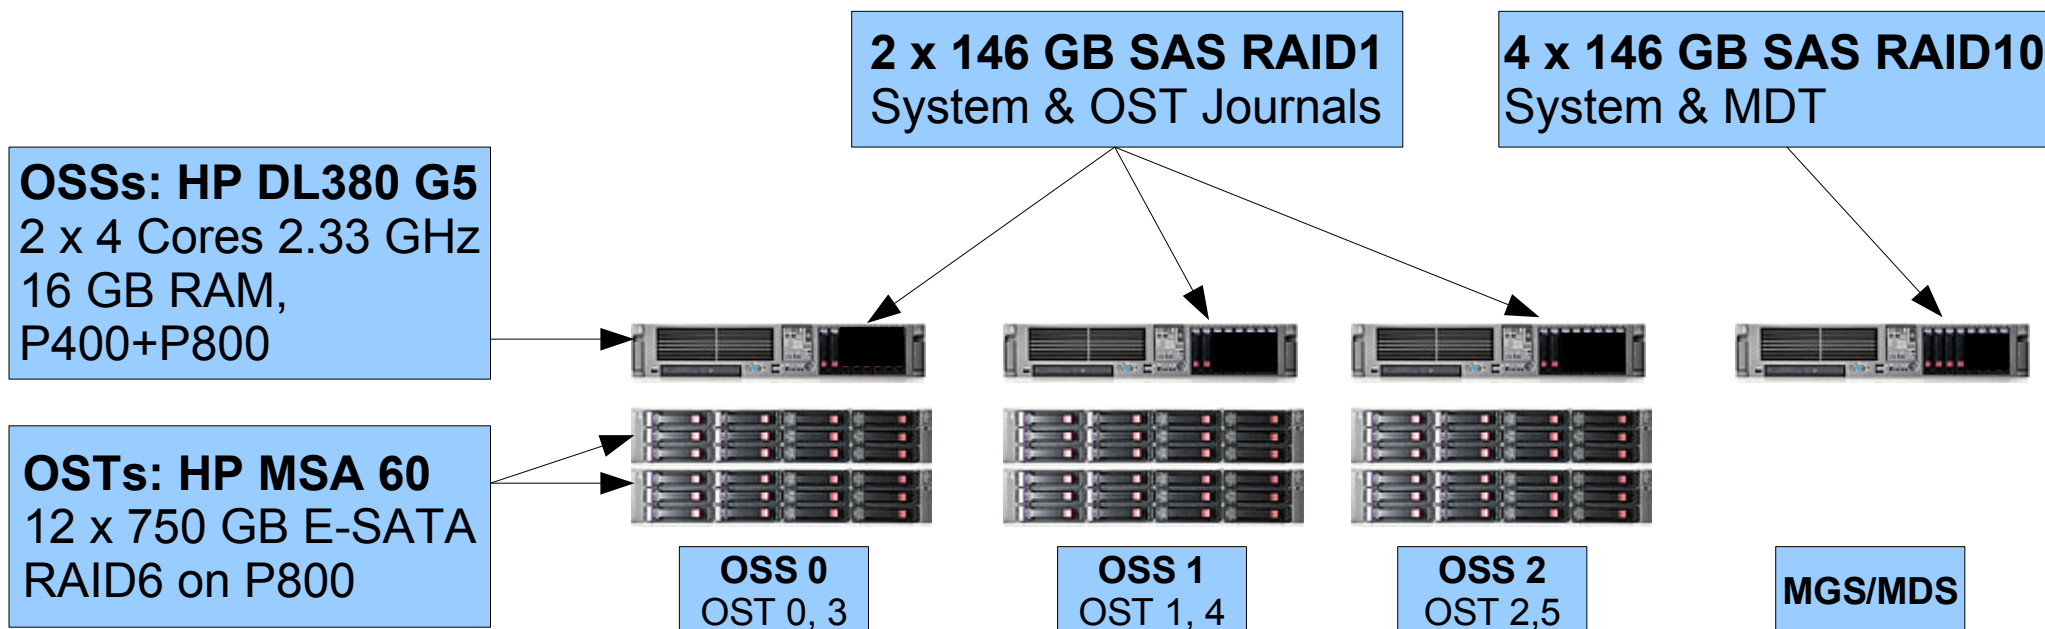 2 x 146 GB SAS RAID1
System & OST Journals
4 x 146 GB SAS RAID10
System & MDT
OSSs: HP DL380 G5
2 x 4 Cores 2.33 GHz
16 GB RAM,
P400+P800
OSTs: HP MSA 60
12 x 750 GB E-SATA
RAID6 on P800
OSS 0
OST 0, 3
OSS 1
OST 1, 4
OSS 2
OST 2,5
MGS/MDS